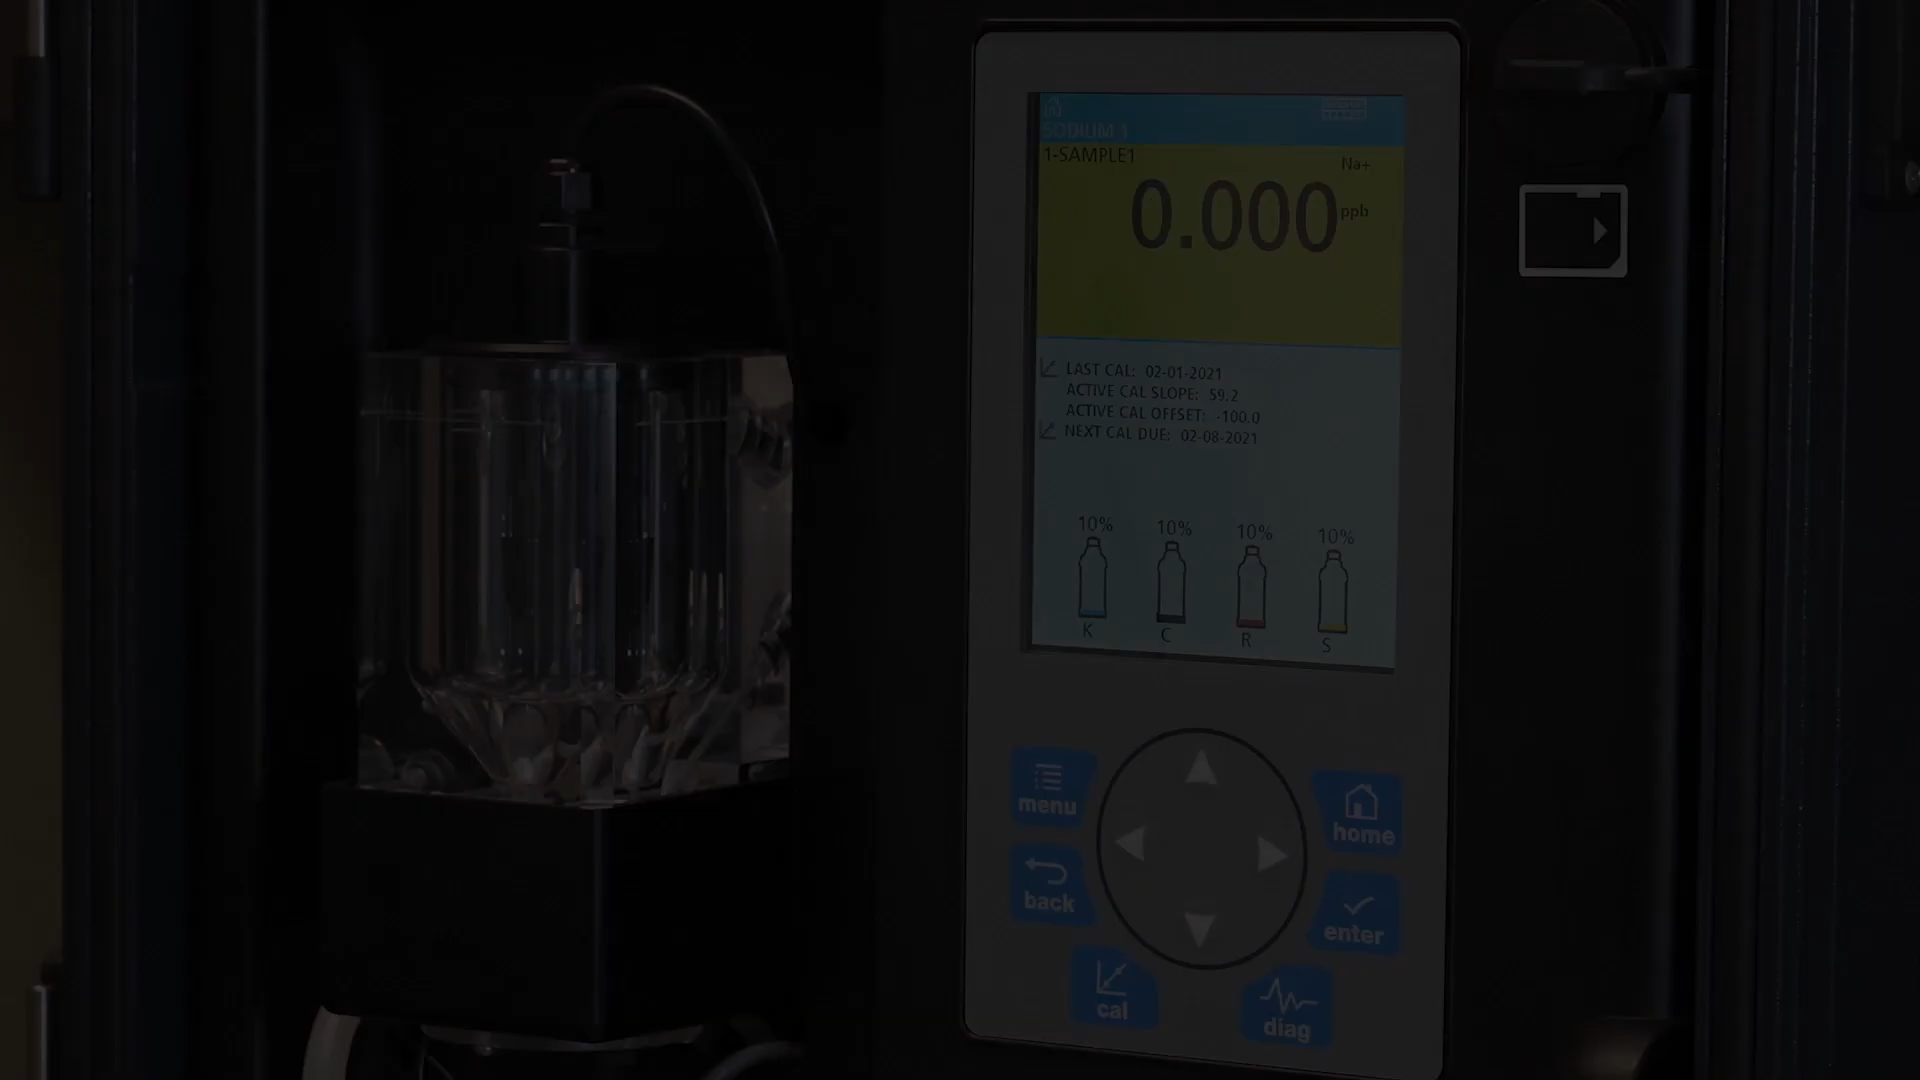 SODIUM 1
1-SAMPLE1
Na+
0.000 ppb
LAST CAL: 02-01-2021
ACTIVE CAL SLOPE: 59.2
ACTIVE CAL OFFSET: -100.0
NEXT CAL DUE: 02-08-2021
10% 10% 10% 10%
K C R S
menu
home
back
enter
cal
diag